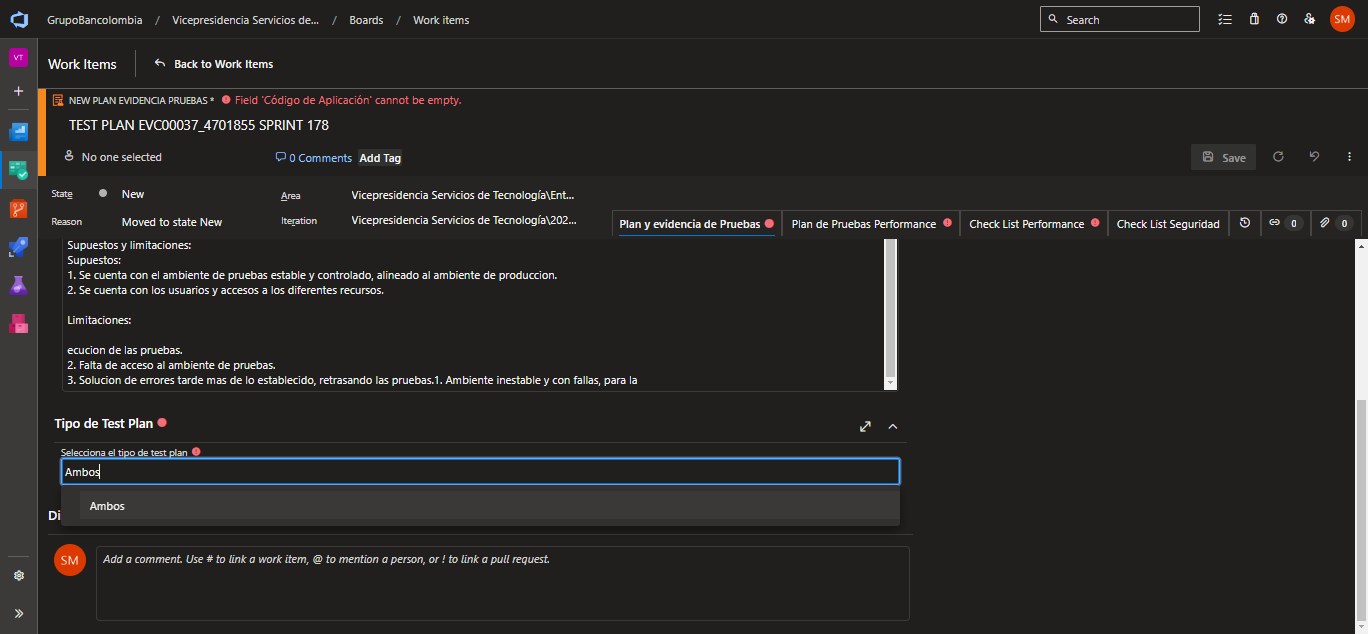 GrupoBancolombia / Vicepresidencia Servicios de... / Boards / Work items
Search
SM
VT
Work Items
Back to Work Items
NEW PLAN EVIDENCIA PRUEBAS * Field 'Código de Aplicación' cannot be empty.
TEST PLAN EVC00037_4701855 SPRINT 178
No one selected
0 Comments
Add Tag
Save
State
New
Area
Vicepresidencia Servicios de Tecnología\Ent...
Reason
Moved to state New
Iteration
Vicepresidencia Servicios de Tecnología\202...
Plan y evidencia de Pruebas
Plan de Pruebas Performance
Check List Performance
Check List Seguridad
0
0
Supuestos y limitaciones:
Supuestos:
1. Se cuenta con el ambiente de pruebas estable y controlado, alineado al ambiente de produccion.
2. Se cuenta con los usuarios y accesos a los diferentes recursos.
Limitaciones:
ecucion de las pruebas.
2. Falta de acceso al ambiente de pruebas.
3. Solucion de errores tarde mas de lo establecido, retrasando las pruebas.1. Ambiente inestable y con fallas, para la
Tipo de Test Plan
Selecciona el tipo de test plan
Ambos
Ambos
Di
SM
Add a comment. Use # to link a work item, @ to mention a person, or ! to link a pull request.